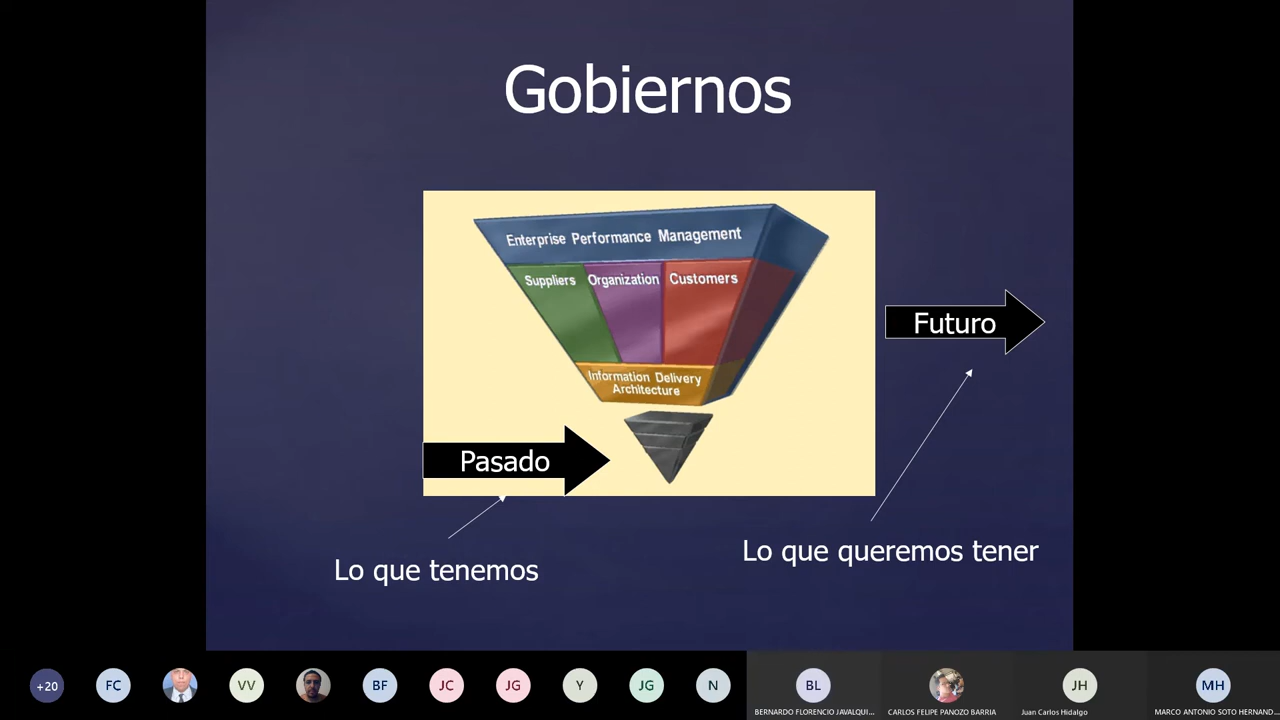 Gobiernos
Enterprise Performance Management
Suppliers Organization Customers
Information Delivery
Architecture
Futuro
Pasado
Lo que tenemos
Lo que queremos tener
+20 FC VV BF JC JG Y JG N BL JH MH
BERNARDO FLORENCIO JAVALQUI... CARLOS FELIPE PANOZO BARRIA Juan Carlos Hidalgo MARCO ANTONIO SOTO HERNAND...